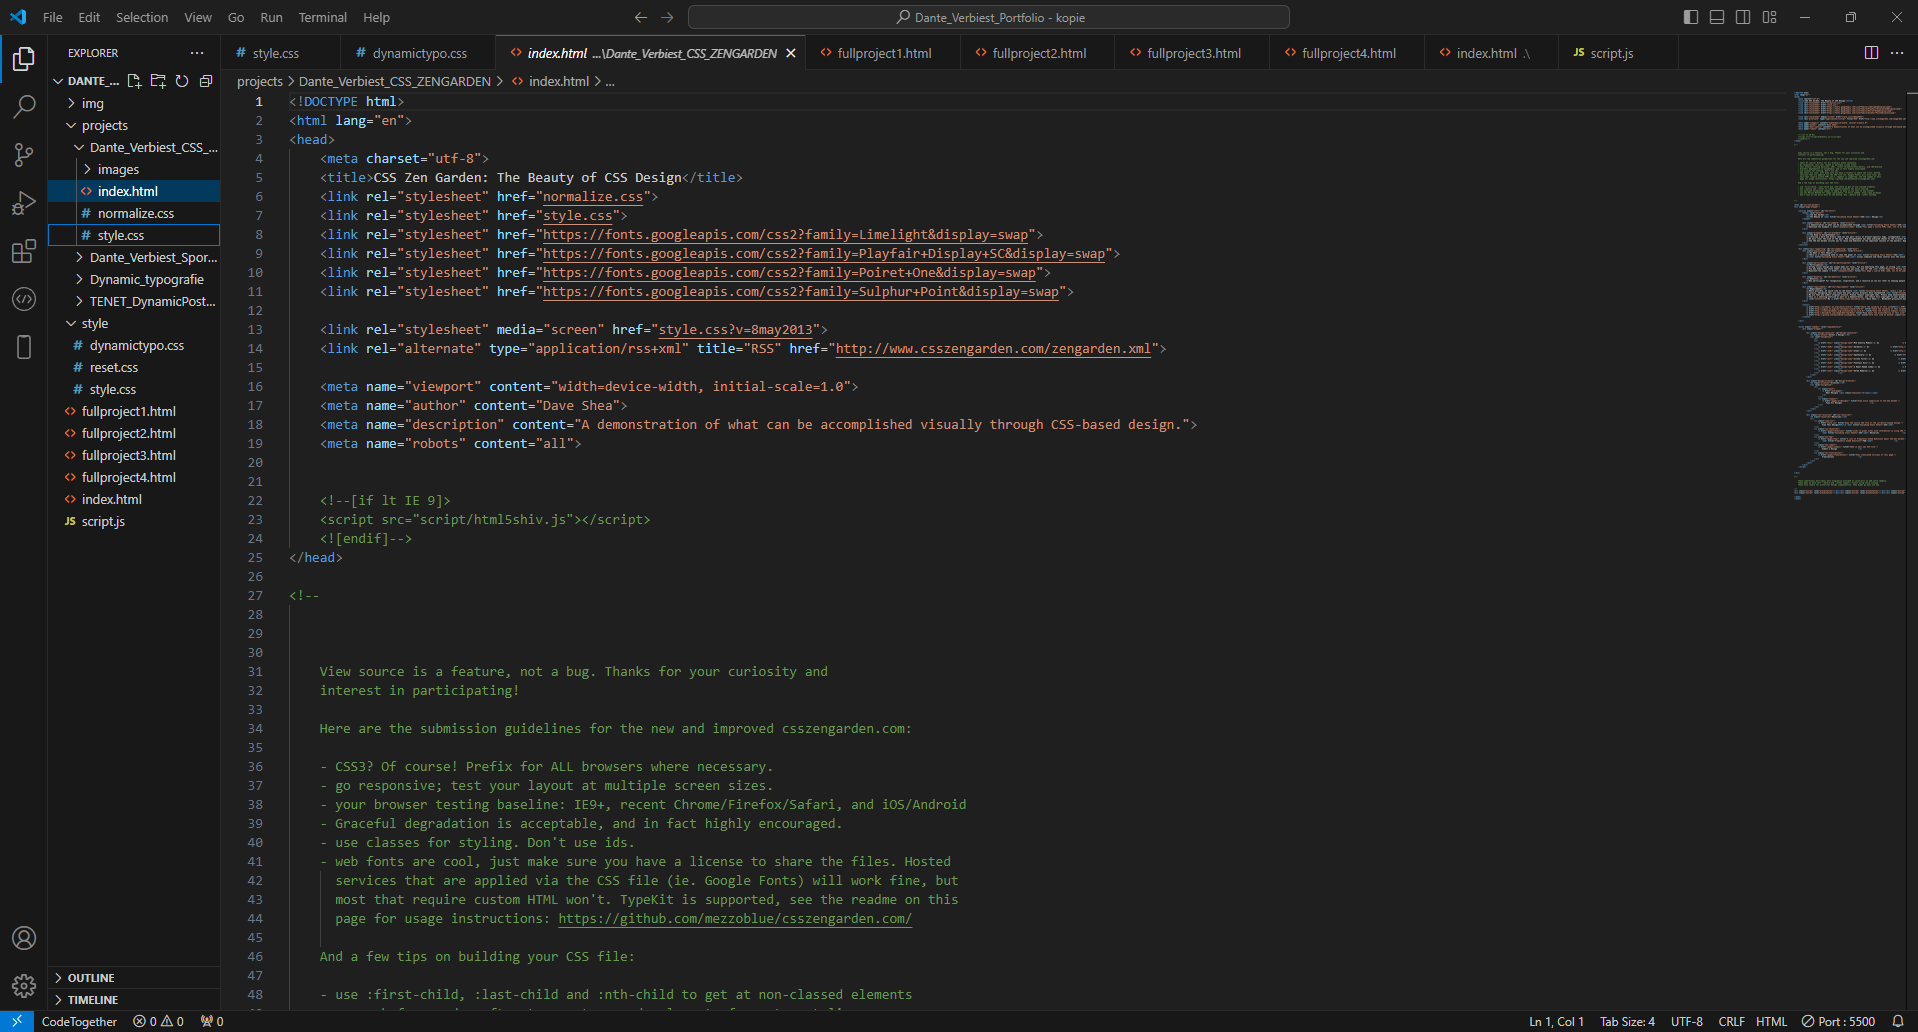 File Edit Selection View Go Run Terminal Help
Dante_Verbiest_Portfolio - kopie
EXPLORER
style.css dynamictypo.css index.html ...\Dante_Verbiest_CSS_ZENGARDEN fullproject1.html fullproject2.html fullproject3.html fullproject4.html index.html .\ script.js
projects > Dante_Verbiest_CSS_ZENGARDEN > index.html > ...
DANTE_...
img
projects
Dante_Verbiest_CSS_...
images
index.html
normalize.css
style.css
Dante_Verbiest_Spor...
Dynamic_typografie
TENET_DynamicPost...
style
dynamictypo.css
reset.css
style.css
fullproject1.html
fullproject2.html
fullproject3.html
fullproject4.html
index.html
script.js
OUTLINE
TIMELINE
1 <!DOCTYPE html>
2 <html lang="en">
3 <head>
4 <meta charset="utf-8">
5 <title>CSS Zen Garden: The Beauty of CSS Design</title>
6 <link rel="stylesheet" href="normalize.css">
7 <link rel="stylesheet" href="style.css">
8 <link rel="stylesheet" href="https://fonts.googleapis.com/css2?family=Limelight&display=swap">
9 <link rel="stylesheet" href="https://fonts.googleapis.com/css2?family=Playfair+Display+SC&display=swap">
10 <link rel="stylesheet" href="https://fonts.googleapis.com/css2?family=Poiret+One&display=swap">
11 <link rel="stylesheet" href="https://fonts.googleapis.com/css2?family=Sulphur+Point&display=swap">
12
13 <link rel="stylesheet" media="screen" href="style.css?v=8may2013">
14 <link rel="alternate" type="application/rss+xml" title="RSS" href="http://www.csszengarden.com/zengarden.xml">
15
16 <meta name="viewport" content="width=device-width, initial-scale=1.0">
17 <meta name="author" content="Dave Shea">
18 <meta name="description" content="A demonstration of what can be accomplished visually through CSS-based design.">
19 <meta name="robots" content="all">
20
21
22 <!--[if lt IE 9]>
23 <script src="script/html5shiv.js"></script>
24 <![endif]-->
25 </head>
26
27 <!--
28
29
30
31 View source is a feature, not a bug. Thanks for your curiosity and
32 interest in participating!
33
34 Here are the submission guidelines for the new and improved csszengarden.com:
35
36 - CSS3? Of course! Prefix for ALL browsers where necessary.
37 - go responsive; test your layout at multiple screen sizes.
38 - your browser testing baseline: IE9+, recent Chrome/Firefox/Safari, and iOS/Android
39 - Graceful degradation is acceptable, and in fact highly encouraged.
40 - use classes for styling. Don't use ids.
41 - web fonts are cool, just make sure you have a license to share the files. Hosted
42 services that are applied via the CSS file (ie. Google Fonts) will work fine, but
43 most that require custom HTML won't. TypeKit is supported, see the readme on this
44 page for usage instructions: https://github.com/mezzoblue/csszengarden.com/
45
46 And a few tips on building your CSS file:
47
48 - use :first-child, :last-child and :nth-child to get at non-classed elements
CodeTogether 0 0 0 Ln 1, Col 1 Tab Size: 4 UTF-8 CRLF HTML Port : 5500